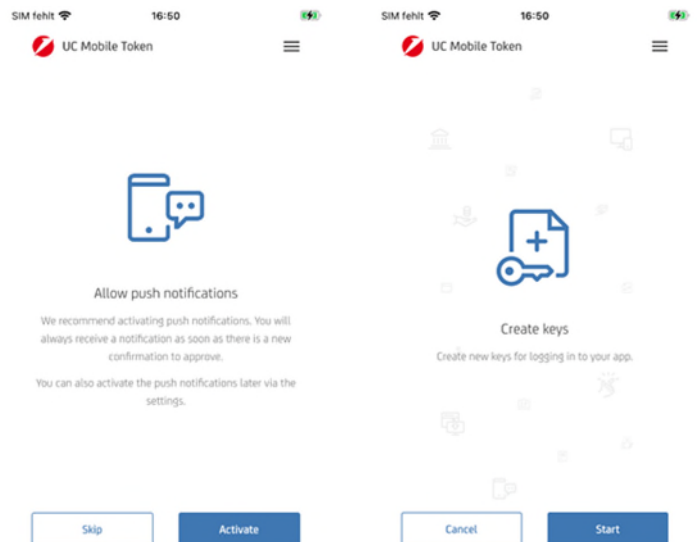 SIM fehlt 16:50
UC Mobile Token
Allow push notifications
We recommend activating push notifications. You will
always receive a notification as soon as there is a new
confirmation to approve.
You can also activate the push notifications later via the
settings.
Skip Activate
SIM fehlt 16:50
UC Mobile Token
Create keys
Create new keys for logging in to your app.
Cancel Start